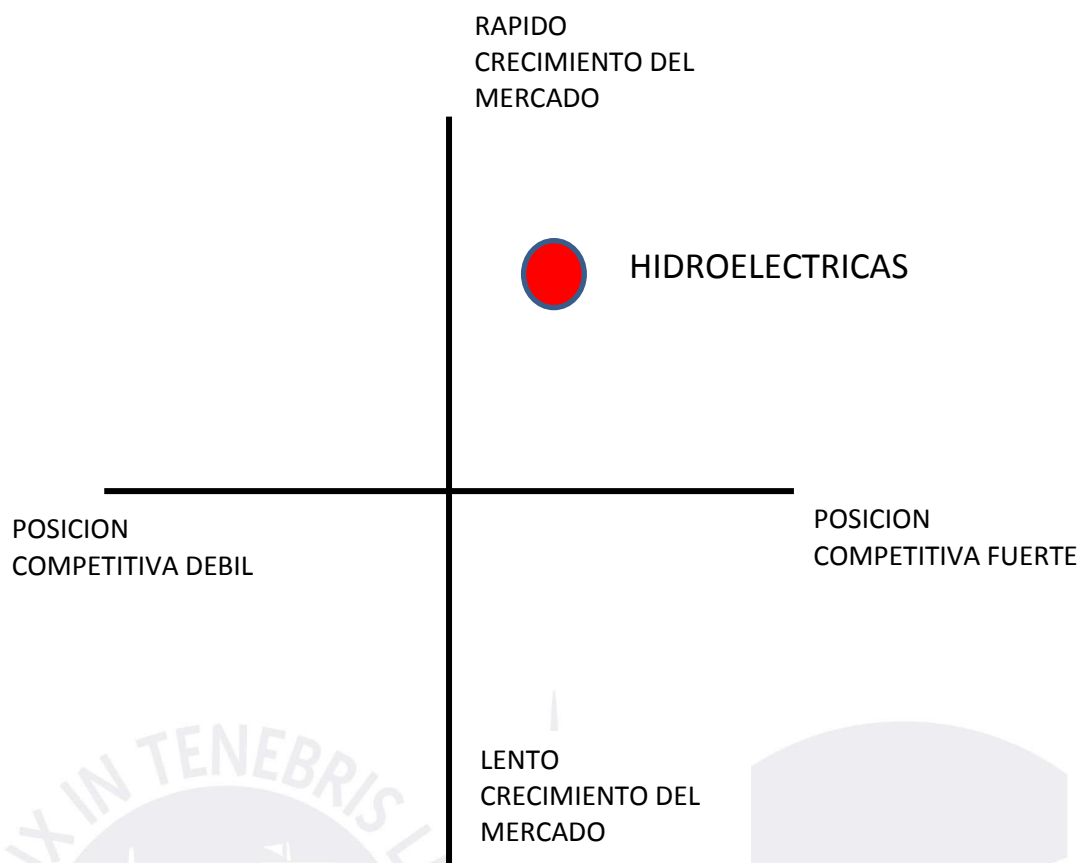 RAPIDO
CRECIMIENTO DEL
MERCADO
HIDROELECTRICAS
POSICION
COMPETITIVA DEBIL
POSICION
COMPETITIVA FUERTE
LENTO
CRECIMIENTO DEL
MERCADO
IN TENEBRIS